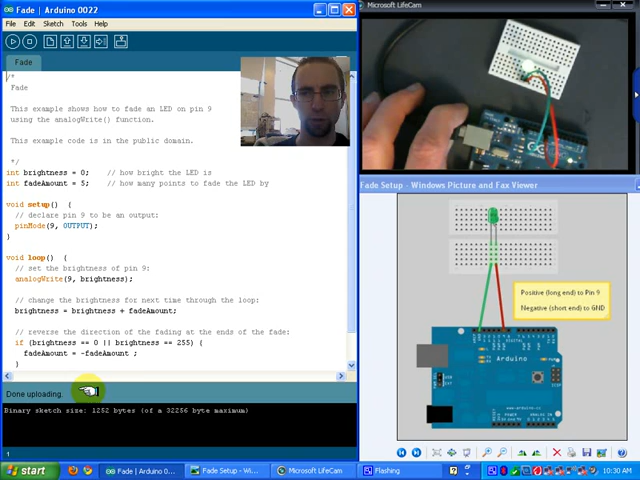 Fade | Arduino 0022
File Edit Sketch Tools Help
Fade
/*
Fade
This example shows how to fade an LED on pin 9
using the analogWrite() function.
This example code is in the public domain.
*/
int brightness = 0;    // how bright the LED is
int fadeAmount = 5;    // how many points to fade the LED by
void setup()  {
// declare pin 9 to be an output:
pinMode(9, OUTPUT);
}
void loop()  {
// set the brightness of pin 9:
analogWrite(9, brightness);
// change the brightness for next time through the loop:
brightness = brightness + fadeAmount;
// reverse the direction of the fading at the ends of the fade:
if (brightness == 0 || brightness == 255) {
fadeAmount = -fadeAmount ;
}
Done uploading.
Binary sketch size: 1252 bytes (of a 32256 byte maximum)
1
Microsoft LifeCam
Fade Setup - Windows Picture and Fax Viewer
Positive (long end) to Pin 9
Negative (short end) to GND
Arduino
www.arduino.cc
POWER
start
Fade | Arduino 0022
Fade Setup - Wi...
Microsoft LifeCam
Flashing
10:30 AM